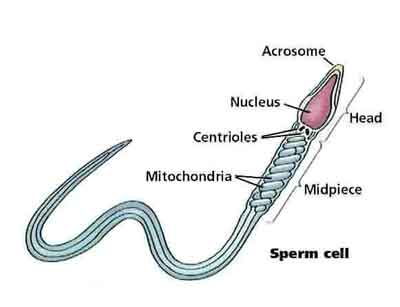 Acrosome
Nucleus
Head
Centrioles
Mitochondria
Midpiece
Sperm cell